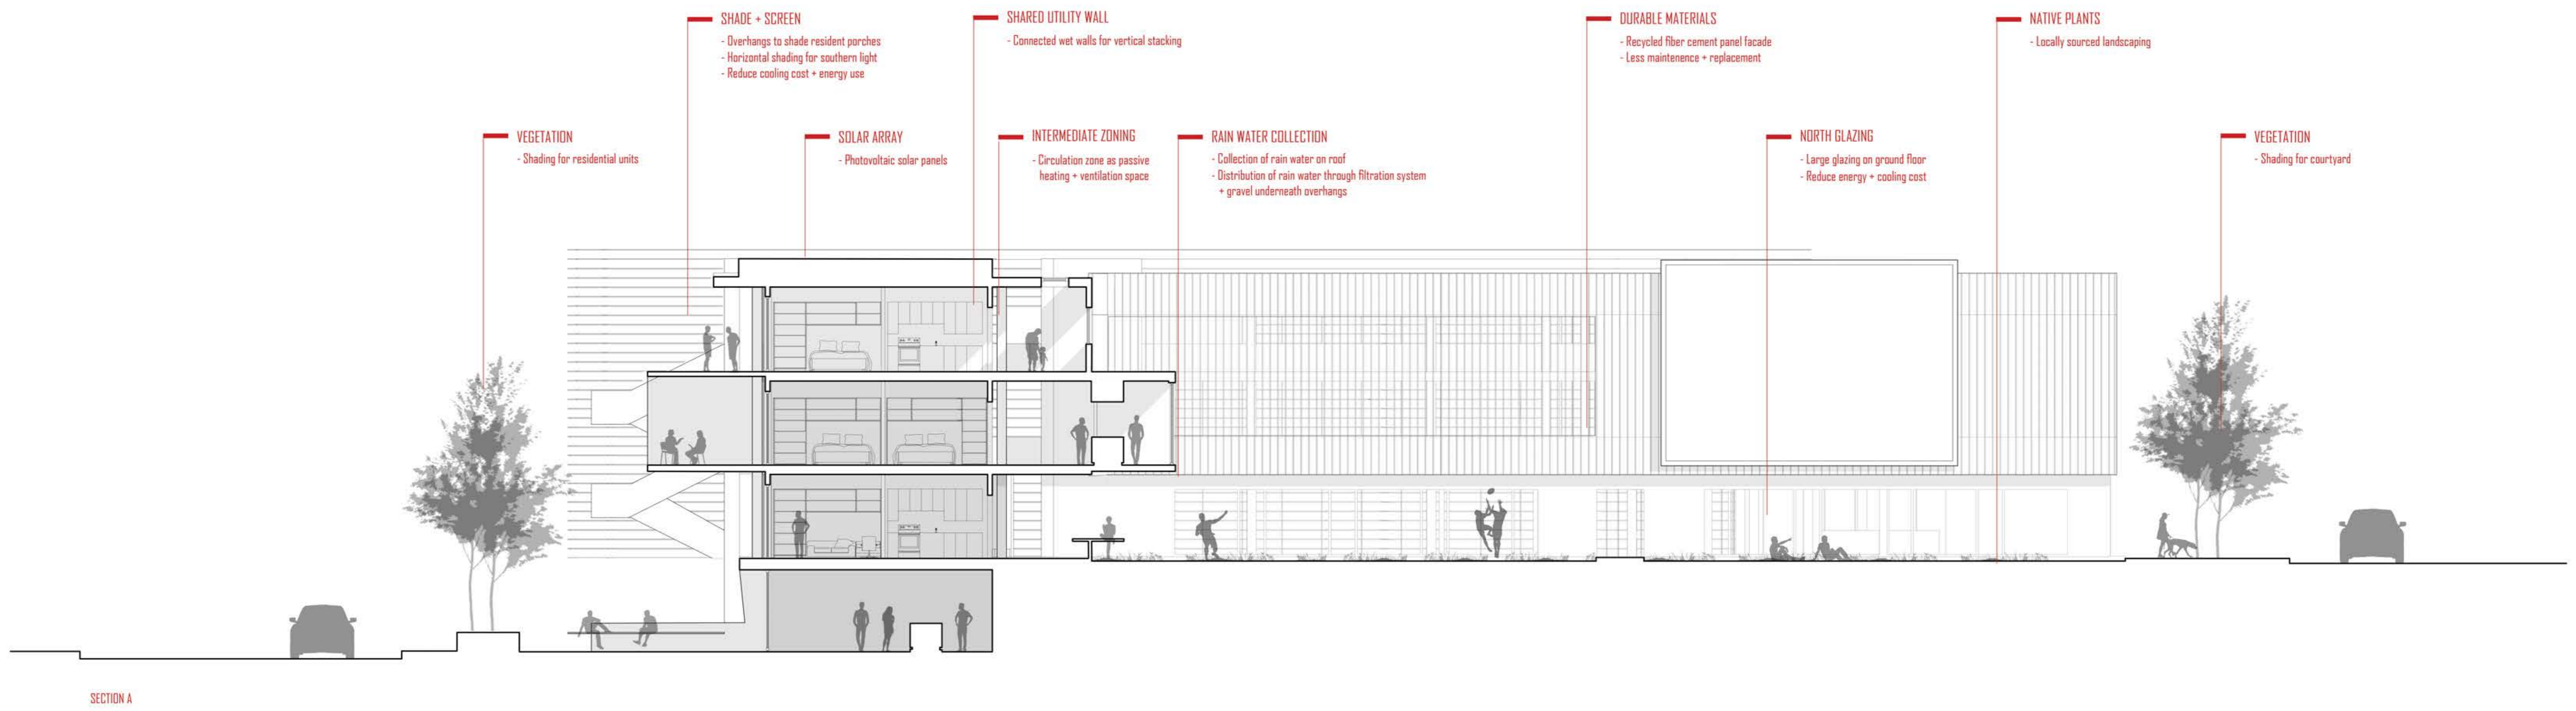 SHADE + SCREEN
- Overhangs to shade resident porches
- Horizontal shading for southern light
- Reduce cooling cost + energy use
SHARED UTILITY WALL
- Connected wet walls for vertical stacking
DURABLE MATERIALS
- Recycled fiber cement panel facade
- Less maintenence + replacement
NATIVE PLANTS
- Locally sourced landscaping
VEGETATION
- Shading for residential units
SOLAR ARRAY
- Photovoltaic solar panels
INTERMEDIATE ZONING
- Circulation zone as passive
heating + ventilation space
RAIN WATER COLLECTION
- Collection of rain water on roof
- Distribution of rain water through filtration system
+ gravel underneath overhangs
NORTH GLAZING
- Large glazing on ground floor
- Reduce energy + cooling cost
VEGETATION
- Shading for courtyard
SECTION A